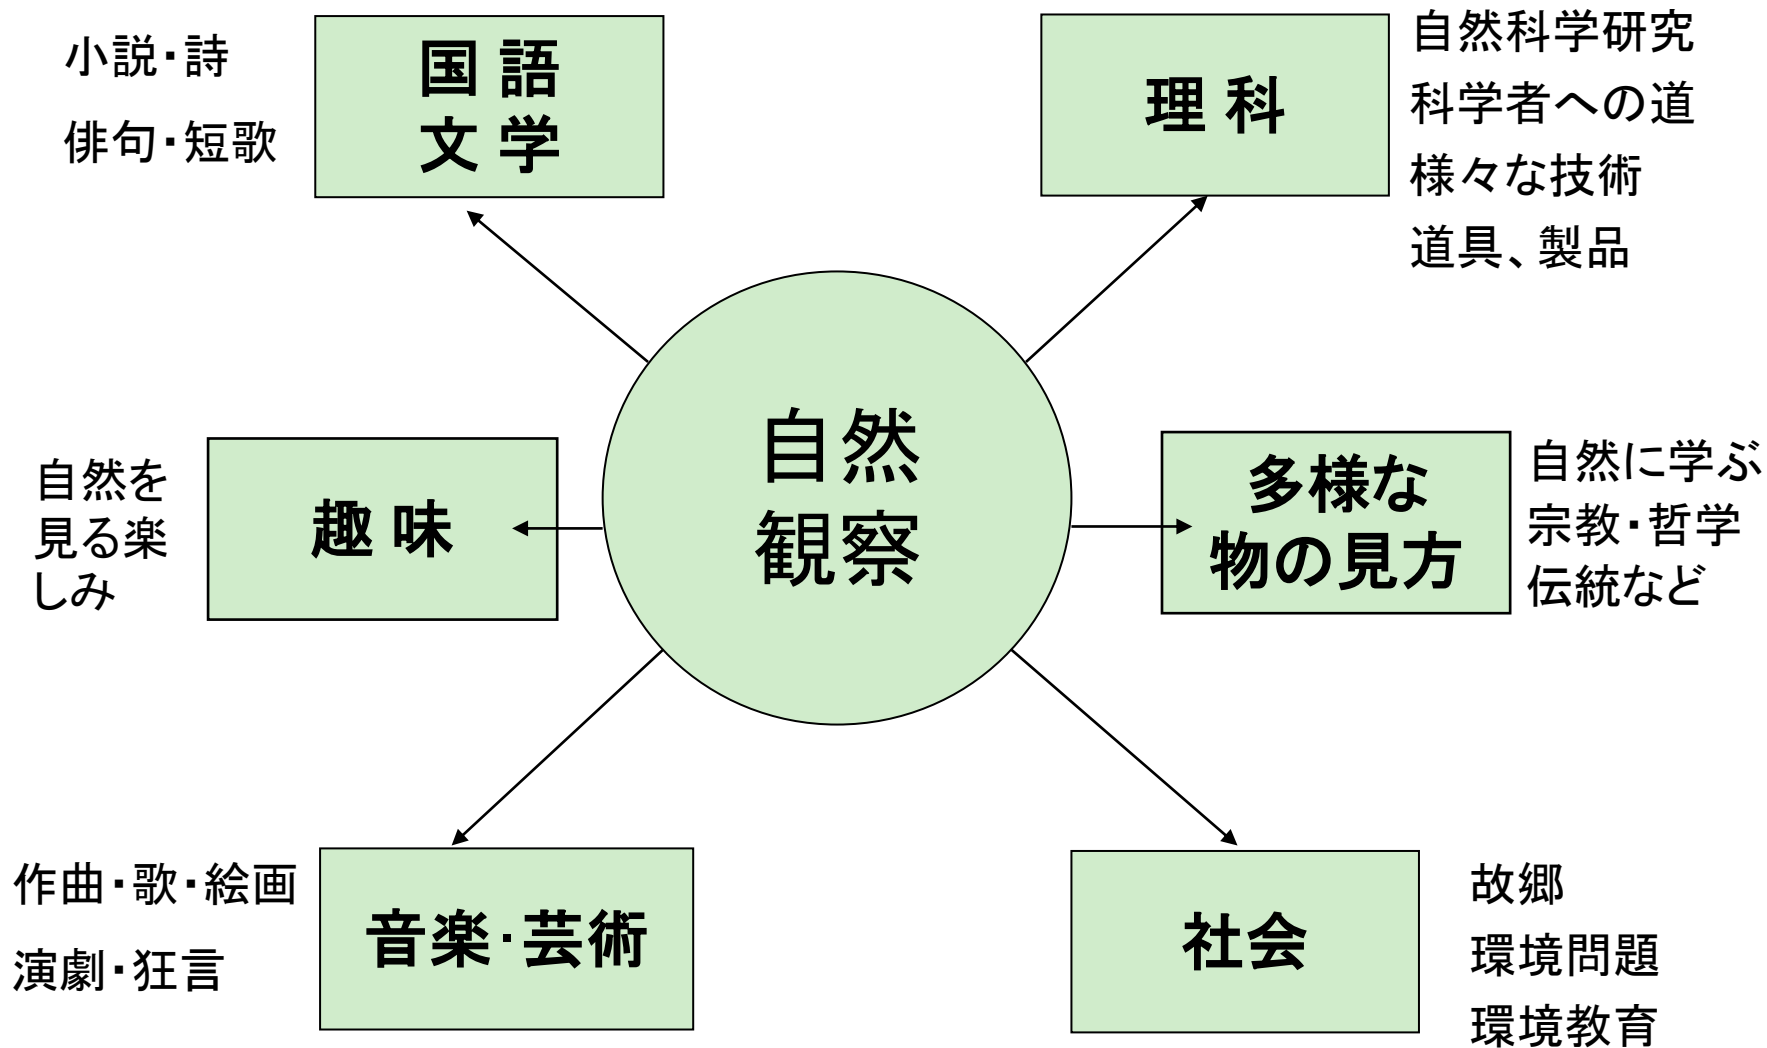 小説・詩
俳句・短歌
国 語
文 学
理 科
自然科学研究
科学者への道
様々な技術
道具、製品
自然を
見る楽
しみ
趣 味
自然
観察
多様な
物の見方
自然に学ぶ
宗教・哲学
伝統など
作曲・歌・絵画
演劇・狂言
音楽·芸術
社会
故郷
環境問題
環境教育